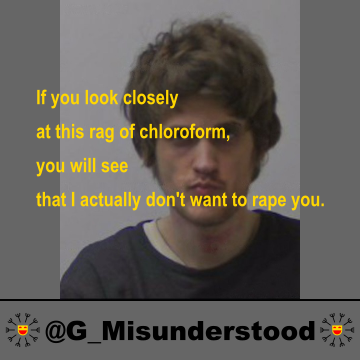 If you look closely
at this rag of chloroform,
you will see
that I actually don't want to rape you.
@G_Misunderstood